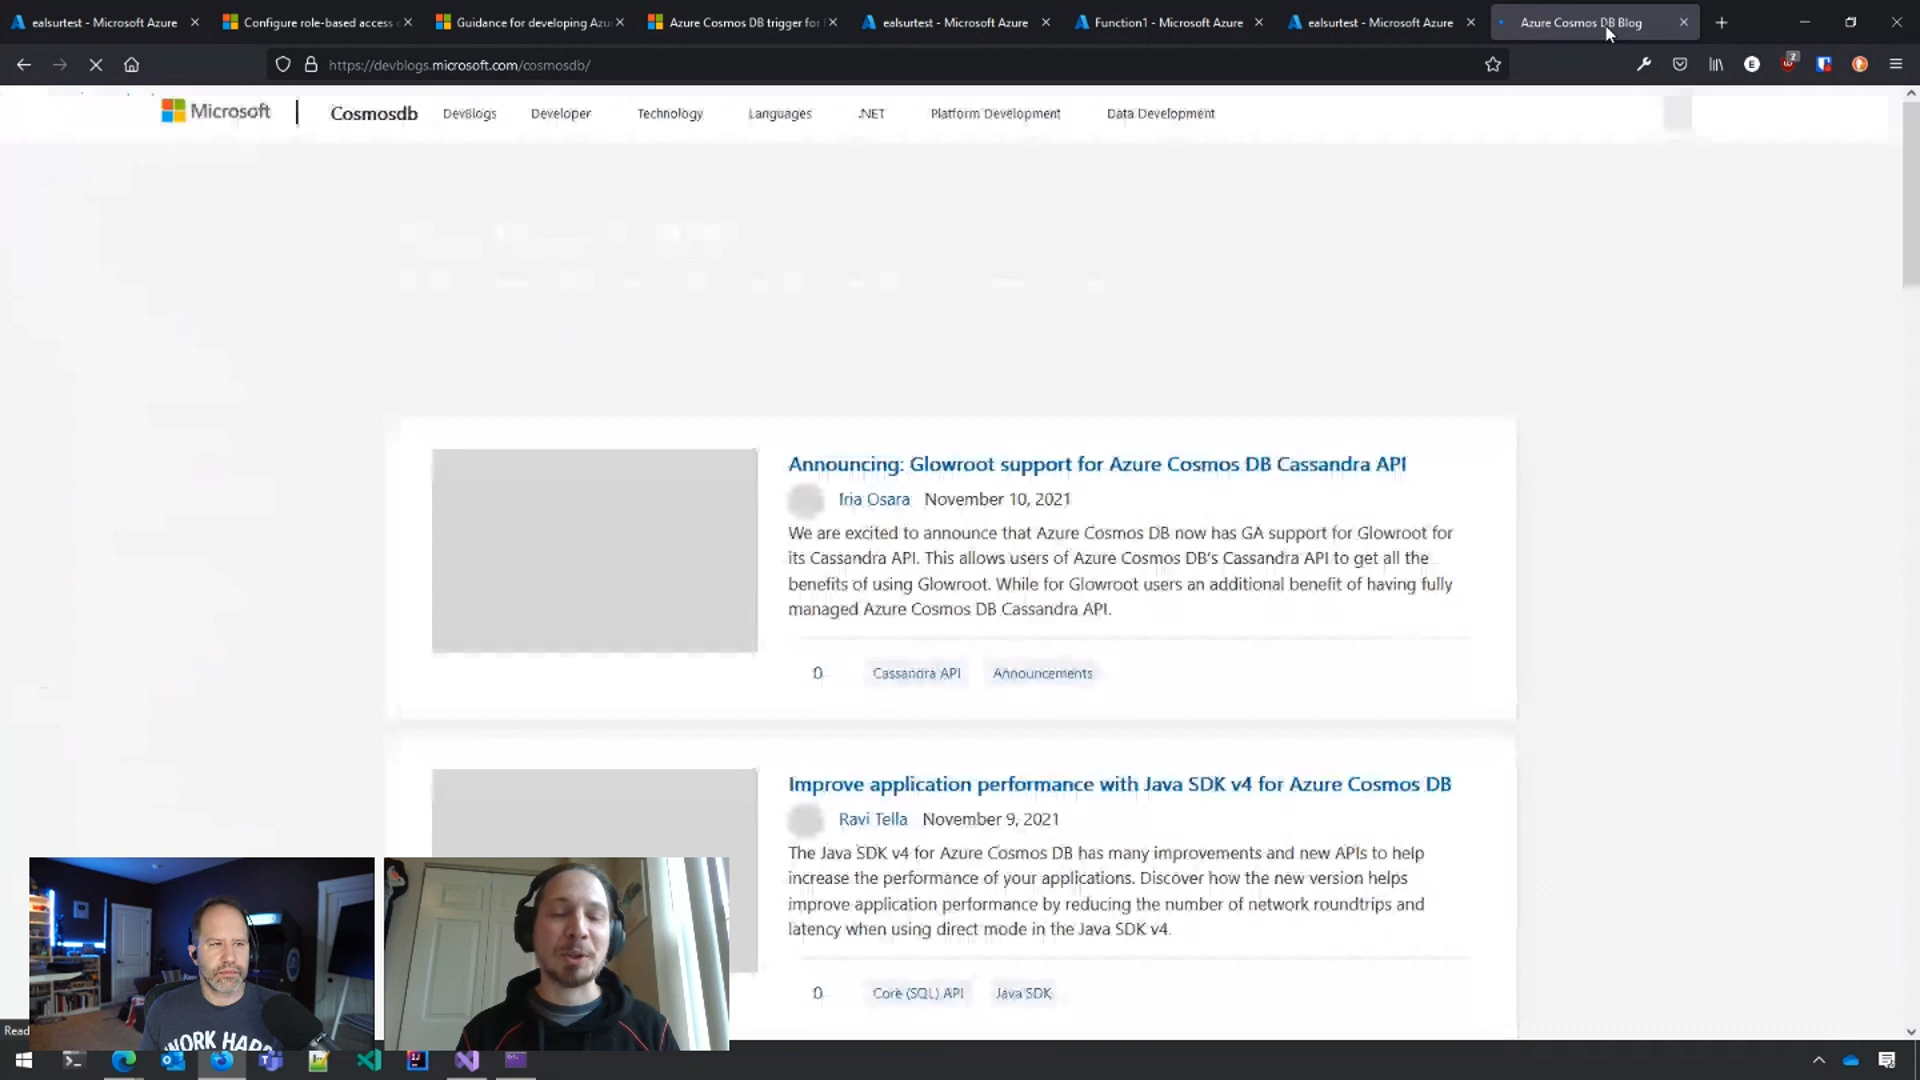 ealsurtest - Microsoft Azure
Configure role-based access
Guidance for developing Azu
Azure Cosmos DB trigger for
ealsurtest - Microsoft Azure
Function1 - Microsoft Azure
ealsurtest - Microsoft Azure
Azure Cosmos DB Blog
https://devblogs.microsoft.com/cosmosdb/
E
2
Microsoft
Cosmosdb
DevBlogs
Developer
Technology
Languages
.NET
Platform Development
Data Development
Announcing: Glowroot support for Azure Cosmos DB Cassandra API
Iria Osara November 10, 2021
We are excited to announce that Azure Cosmos DB now has GA support for Glowroot for
its Cassandra API. This allows users of Azure Cosmos DB's Cassandra API to get all the
benefits of using Glowroot. While for Glowroot users an additional benefit of having fully
managed Azure Cosmos DB Cassandra API.
0
Cassandra API
Announcements
Improve application performance with Java SDK v4 for Azure Cosmos DB
Ravi Tella November 9, 2021
The Java SDK v4 for Azure Cosmos DB has many improvements and new APIs to help
increase the performance of your applications. Discover how the new version helps
improve application performance by reducing the number of network roundtrips and
latency when using direct mode in the Java SDK v4.
0
Core (SQL) API
Java SDK
Read
WORK HARD